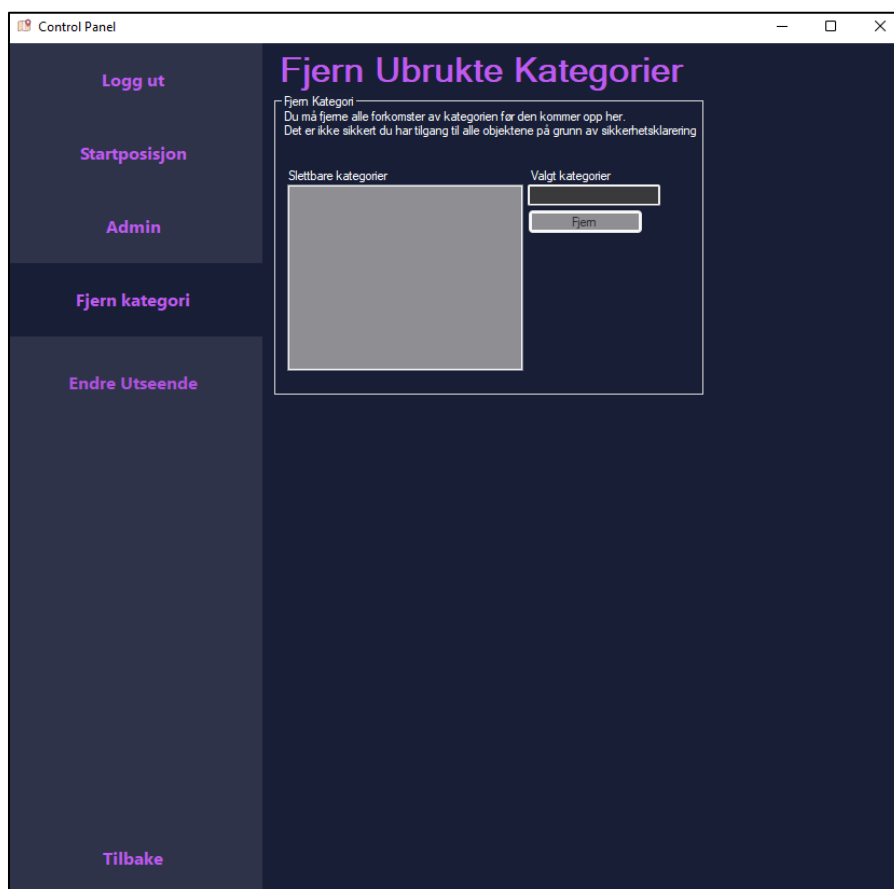 Control Panel
Logg ut
Startposisjon
Admin
Fjern kategori
Endre Utseende
Tilbake
Fjern Ubrukte Kategorier
Fjern Kategori
Du må fjerne alle forkomster av kategorien før den kommer opp her.
Det er ikke sikkert du har tilgang til alle objektene på grunn av sikkerhetsklarering
Slettbare kategorier
Valgt kategorier
Fjern